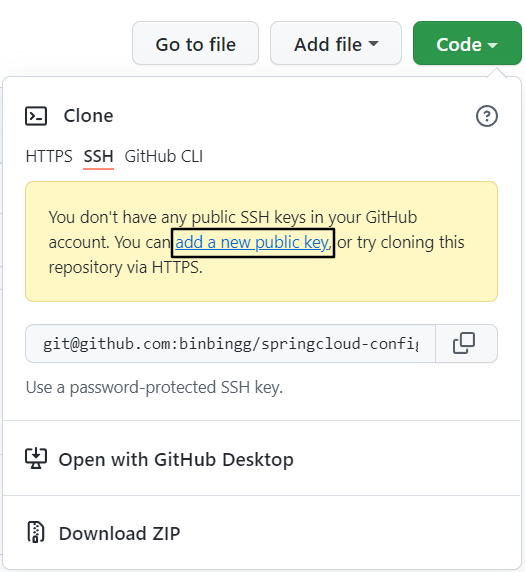 Go to file Add file Code
Clone
HTTPS SSH GitHub CLI
You don't have any public SSH keys in your GitHub
account. You can add a new public key, or try cloning this
repository via HTTPS.
git@github.com:binbingg/springcloud-config
Use a password-protected SSH key.
Open with GitHub Desktop
Download ZIP